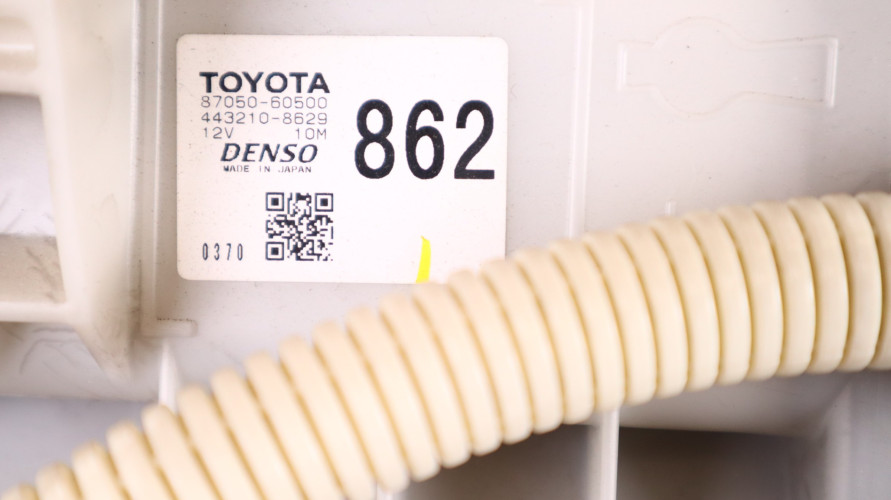 TOYOTA
87050-60500
443210-8629
12V 10M
862
DENSO
MADE IN JAPAN
0370